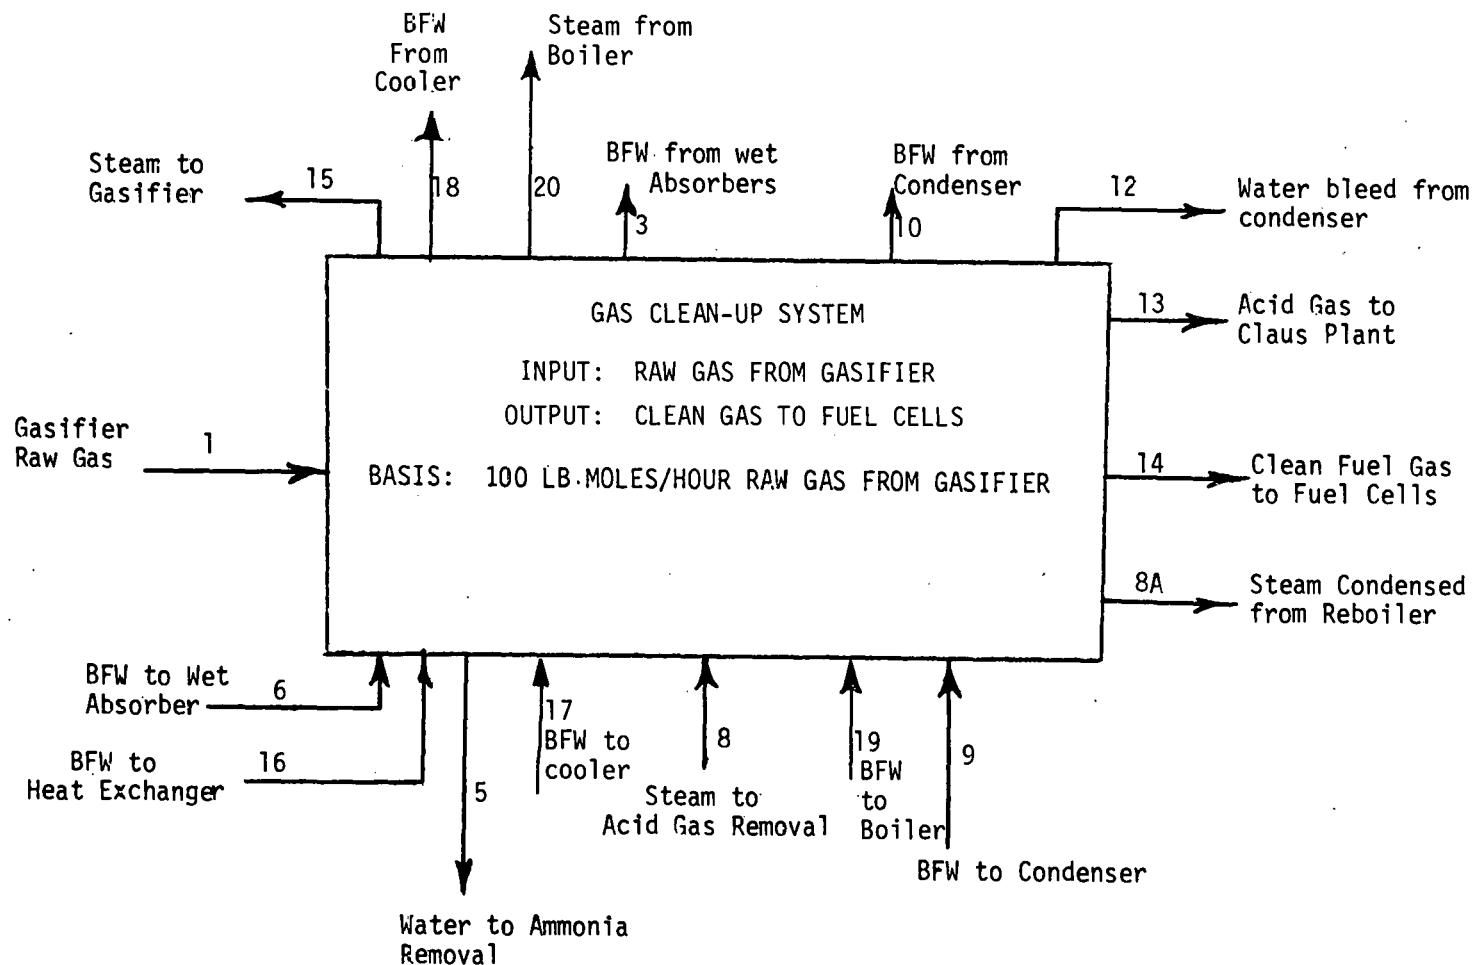 BFW
From
Cooler
Steam from
Boiler
Steam to
Gasifier
15
18
20
BFW from wet
Absorbers
3
BFW from
Condenser
10
12
Water bleed from
condenser
GAS CLEAN-UP SYSTEM
INPUT: RAW GAS FROM GASIFIER
OUTPUT: CLEAN GAS TO FUEL CELLS
BASIS: 100 LB.MOLES/HOUR RAW GAS FROM GASIFIER
13
Acid Gas to
Claus Plant
Gasifier
Raw Gas
1
14
Clean Fuel Gas
to Fuel Cells
8A
Steam Condensed
from Reboiler
BFW to Wet
Absorber
6
BFW to
Heat Exchanger
16
5
17
BFW to
cooler
8
Steam to
Acid Gas Removal
19
BFW
to
Boiler
9
BFW to Condenser
Water to Ammonia
Removal